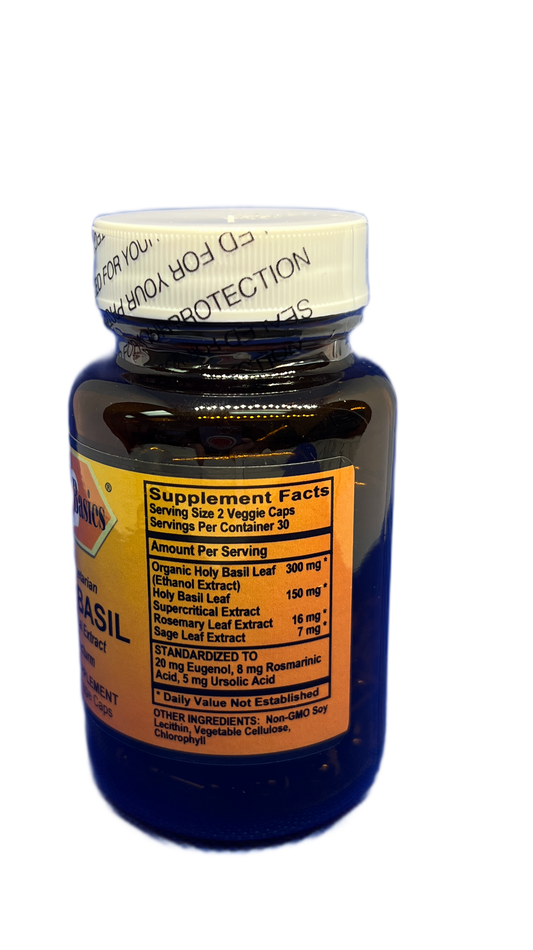 ED FOR YOU
YOUR
ED FOR
PROTECTION
Basics®
BASIL
Extract
Caps
Supplement Facts
Serving Size 2 Veggie Caps
Servings Per Container 30
Amount Per Serving
Organic Holy Basil Leaf 300 mg*
(Ethanol Extract)
Holy Basil Leaf 150 mg*
Supercritical Extract
Rosemary Leaf Extract 16 mg*
Sage Leaf Extract 7 mg*
STANDARDIZED TO
20 mg Eugenol, 8 mg Rosmarinic
Acid, 5 mg Ursolic Acid
* Daily Value Not Established
OTHER INGREDIENTS: Non-GMO Soy
Lecithin, Vegetable Cellulose,
Chlorophyll